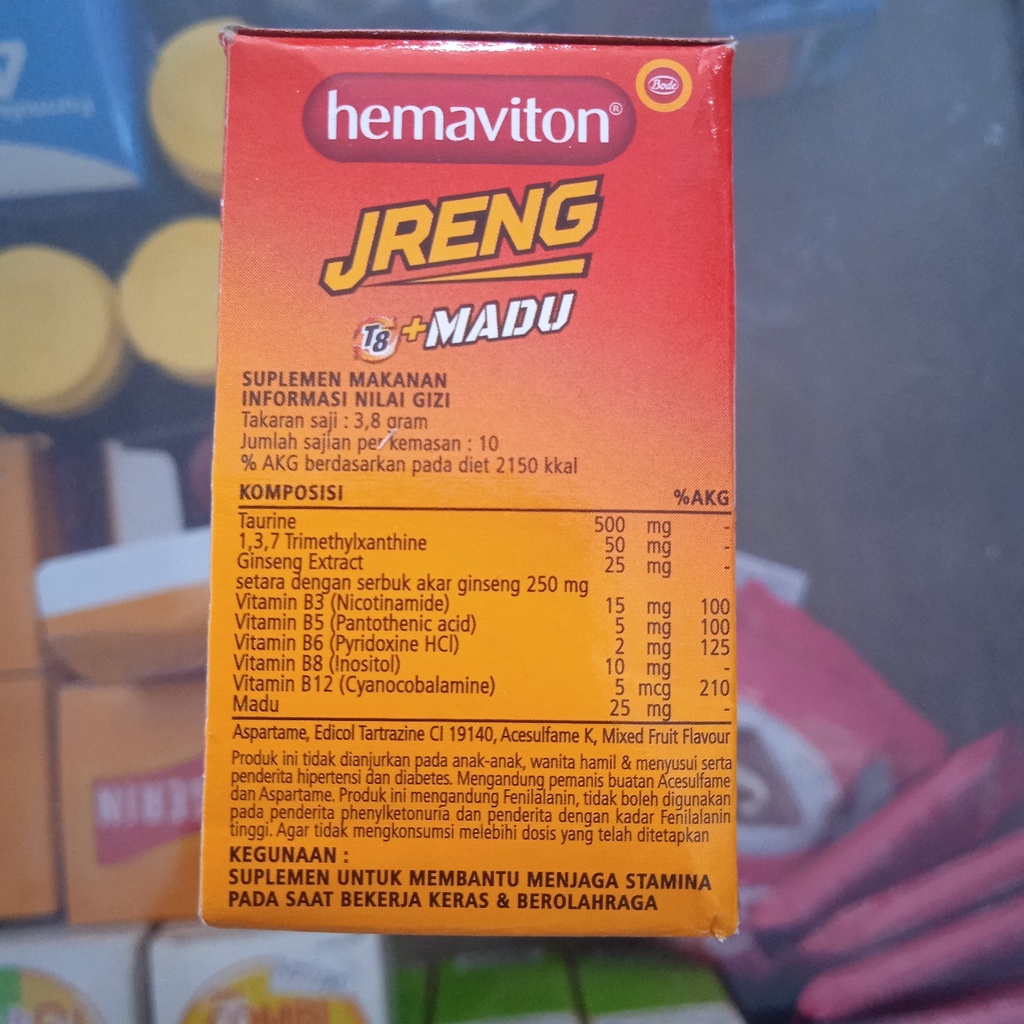 hemaviton®
Bode
JRENG
T8 +MADU
SUPLEMEN MAKANAN
INFORMASI NILAI GIZI
Takaran saji : 3,8 gram
Jumlah sajian per kemasan : 10
% AKG berdasarkan pada diet 2150 kkal
KOMPOSISI %AKG
Taurine 500 mg -
1,3,7 Trimethylxanthine 50 mg -
Ginseng Extract 25 mg -
setara dengan serbuk akar ginseng 250 mg
Vitamin B3 (Nicotinamide) 15 mg 100
Vitamin B5 (Pantothenic acid) 5 mg 100
Vitamin B6 (Pyridoxine HCl) 2 mg 125
Vitamin B8 (Inositol) 10 mg -
Vitamin B12 (Cyanocobalamine) 5 mcg 210
Madu 25 mg -
Aspartame, Edicol Tartrazine CI 19140, Acesulfame K, Mixed Fruit Flavour
Produk ini tidak dianjurkan pada anak-anak, wanita hamil & menyusui serta
penderita hipertensi dan diabetes. Mengandung pemanis buatan Acesulfame
dan Aspartame. Produk ini mengandung Fenilalanin, tidak boleh digunakan
pada penderita phenylketonuria dan penderita dengan kadar Fenilalanin
tinggi. Agar tidak mengkonsumsi melebihi dosis yang telah ditetapkan
KEGUNAAN :
SUPLEMEN UNTUK MEMBANTU MENJAGA STAMINA
PADA SAAT BEKERJA KERAS & BEROLAHRAGA